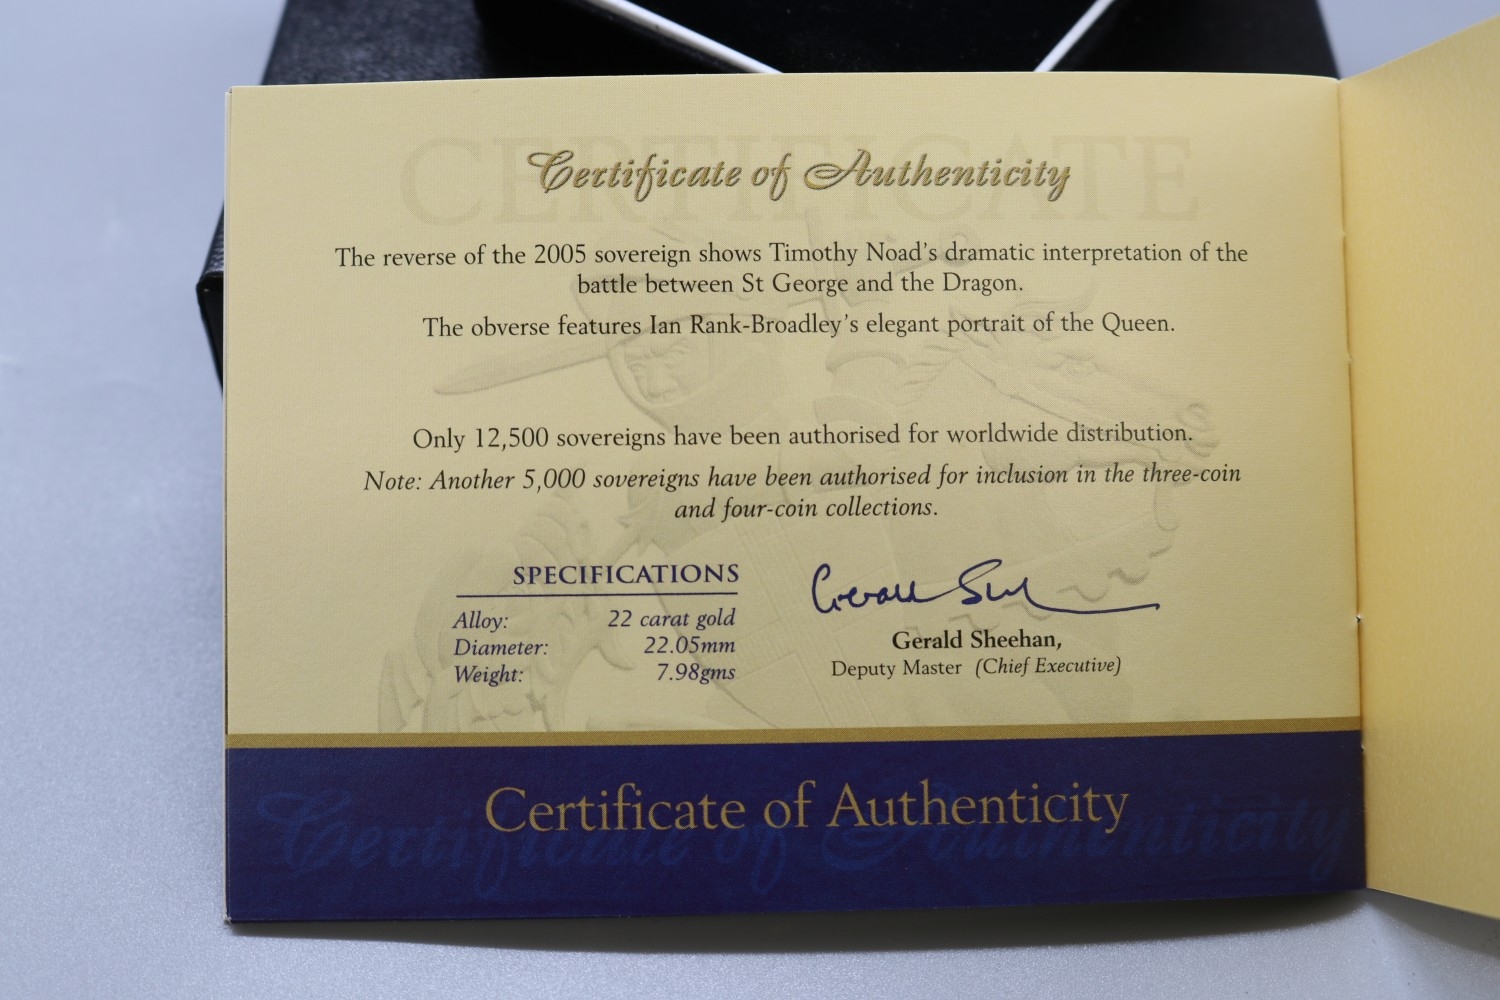 CERTIFICATE
Certificate of Authenticity
The reverse of the 2005 sovereign shows Timothy Noad's dramatic interpretation of the
battle between St George and the Dragon.
The obverse features Ian Rank-Broadley's elegant portrait of the Queen.
Only 12,500 sovereigns have been authorised for worldwide distribution.
Note: Another 5,000 sovereigns have been authorised for inclusion in the three-coin
and four-coin collections.
SPECIFICATIONS
Alloy: 22 carat gold
Diameter: 22.05mm
Weight: 7.98gms
Gerald Sheehan,
Deputy Master (Chief Executive)
Certificate of Authenticity
Certificate of Authenticity